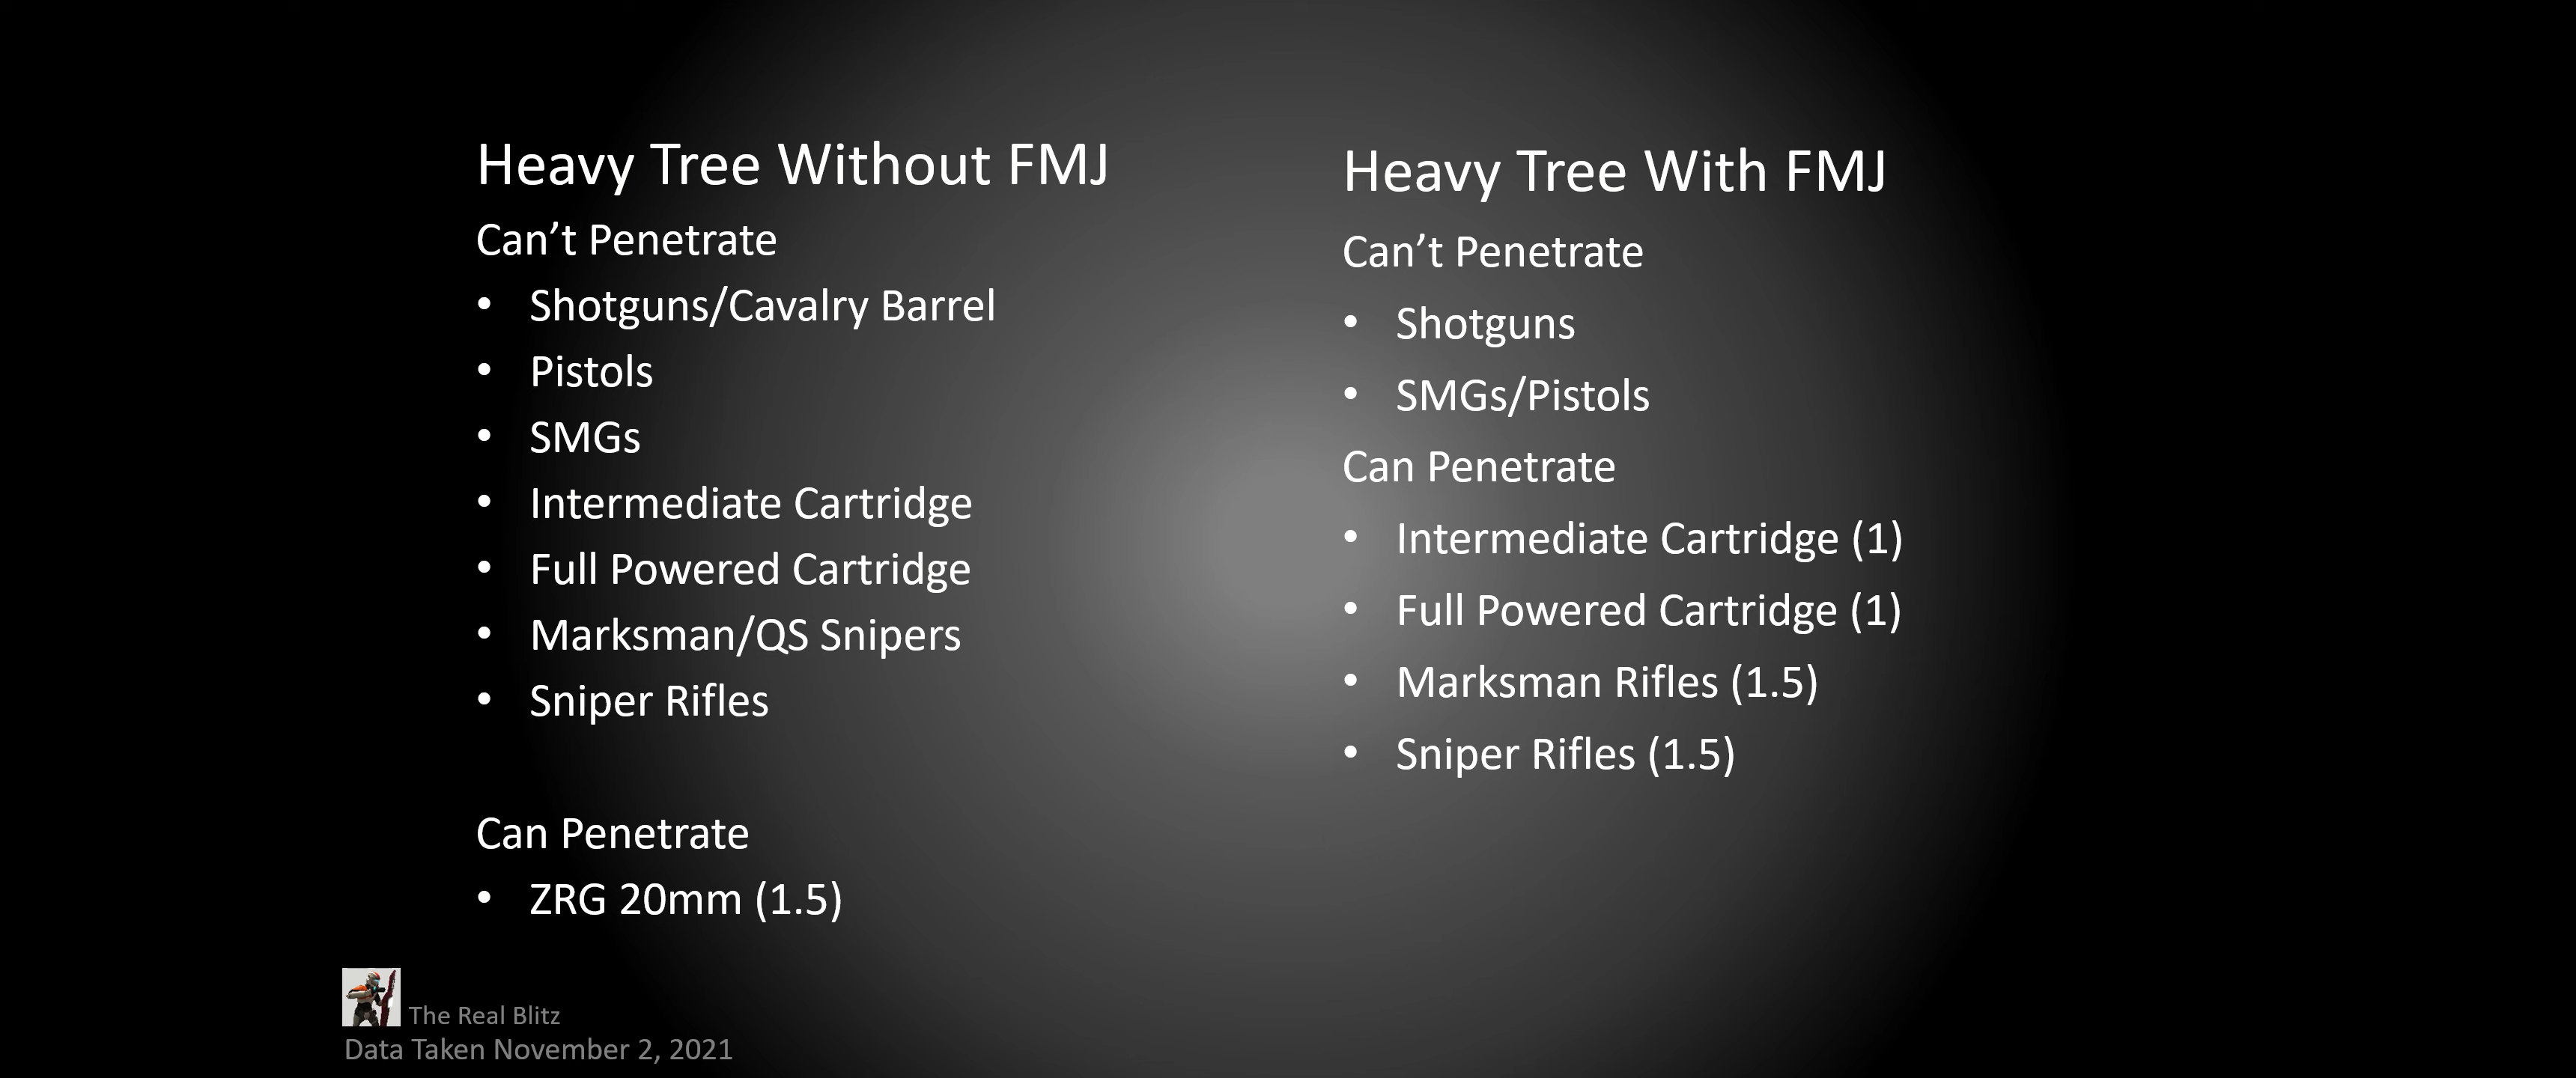 Heavy Tree Without FMJ
Can’t Penetrate
• Shotguns/Cavalry Barrel
• Pistols
• SMGs
• Intermediate Cartridge
• Full Powered Cartridge
• Marksman/QS Snipers
• Sniper Rifles
Can Penetrate
• ZRG 20mm (1.5)
Heavy Tree With FMJ
Can’t Penetrate
• Shotguns
• SMGs/Pistols
Can Penetrate
• Intermediate Cartridge (1)
• Full Powered Cartridge (1)
• Marksman Rifles (1.5)
• Sniper Rifles (1.5)
The Real Blitz
Data Taken November 2, 2021